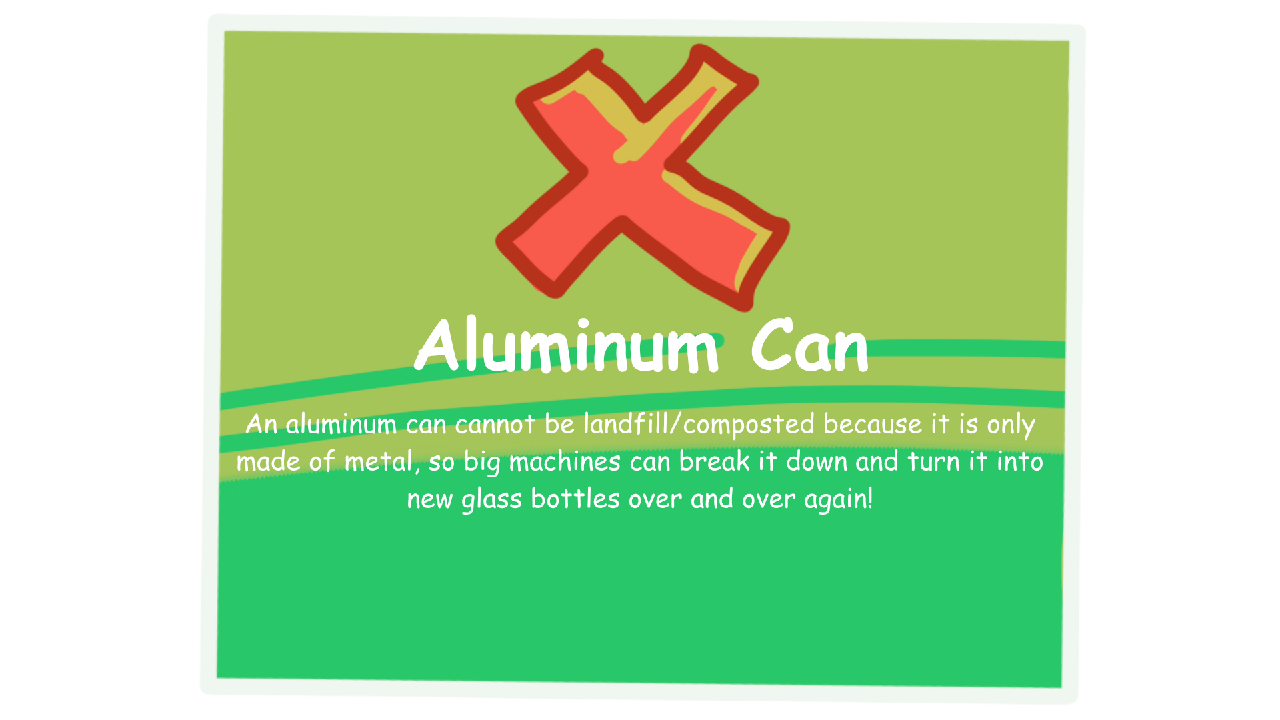 Aluminum Can
An aluminum can cannot be landfill/composted because it is only
made of metal, so big machines can break it down and turn it into
new glass bottles over and over again!